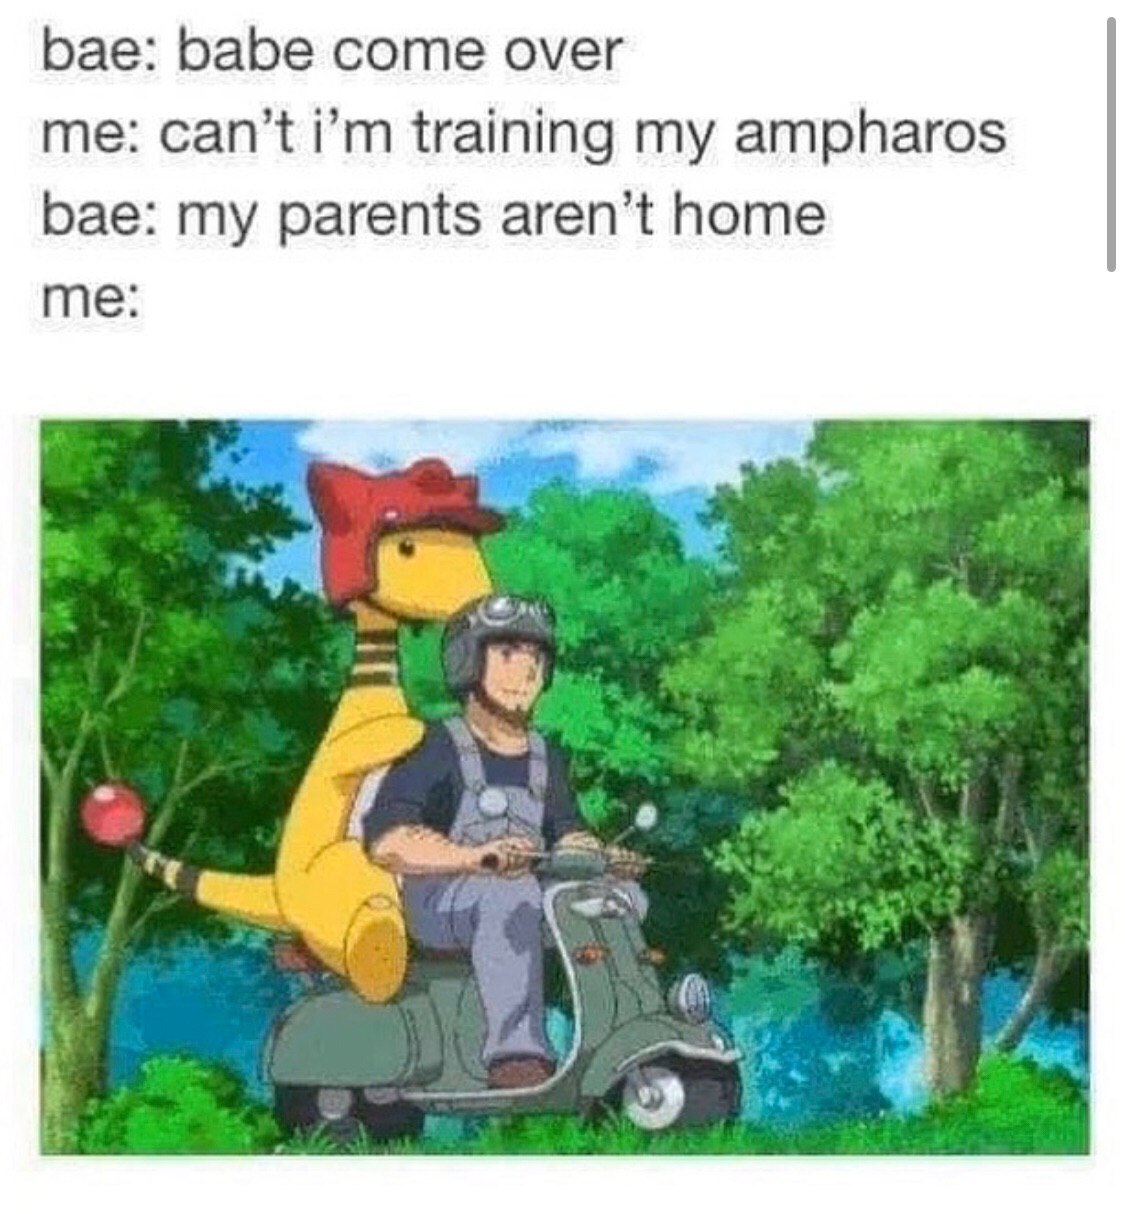 bae: babe come over
me: can’t i’m training my ampharos
bae: my parents aren’t home
me: